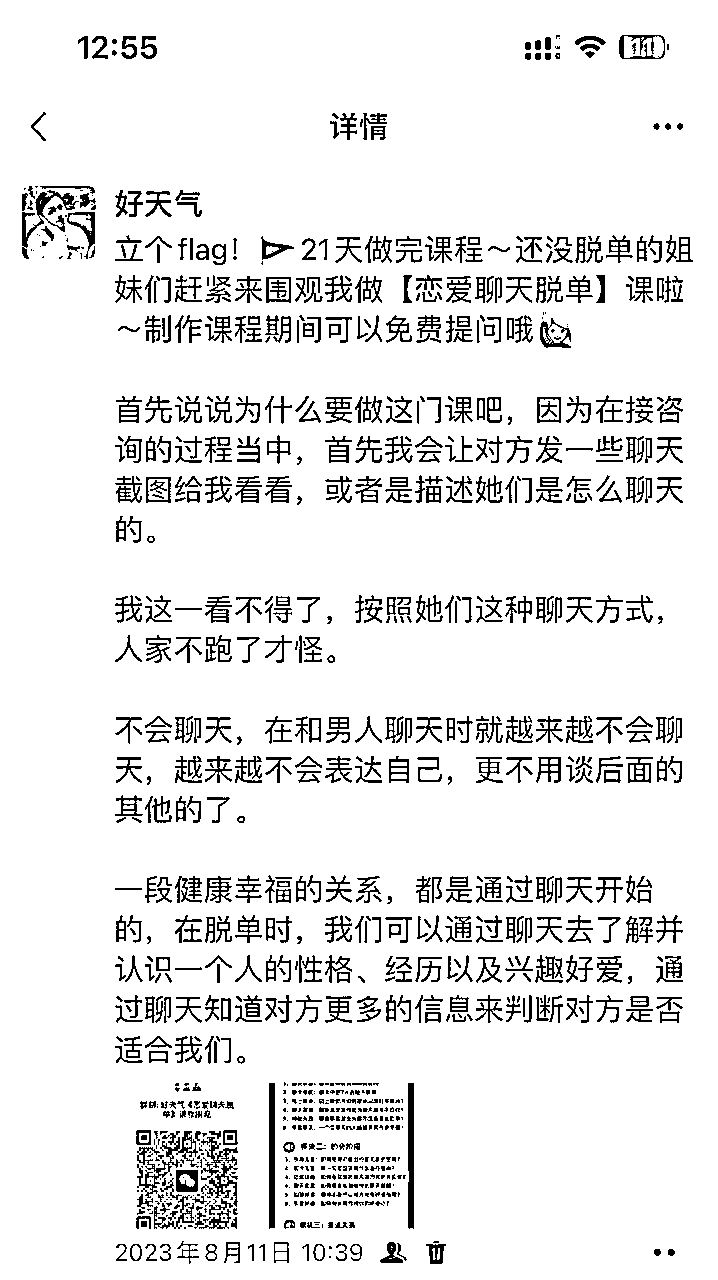 12:55
详情
好天气
立个flag！21天做完课程～还没脱单的姐
妹们赶紧来围观我做【恋爱聊天脱单】课啦
～制作课程期间可以免费提问哦
首先说说为什么要做这门课吧，因为在接咨
询的过程当中，首先我会让对方发一些聊天
截图给我看看，或者是描述她们是怎么聊天
的。
我这一看不得了，按照她们这种聊天方式，
人家不跑了才怪。
不会聊天，在和男人聊天时就越来越不会聊
天，越来越不会表达自己，更不用谈后面的
其他的了。
一段健康幸福的关系，都是通过聊天开始
的，在脱单时，我们可以通过聊天去了解并
认识一个人的性格、经历以及兴趣好爱，通
过聊天知道对方更多的信息来判断对方是否
适合我们。
2023年8月11日 10:39